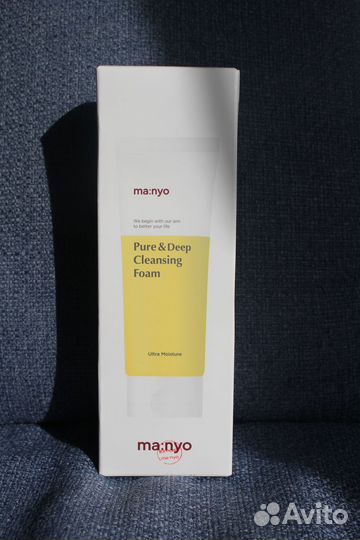 ma:nyo
We begin with our aim
to better your life
Pure & Deep
Cleansing
Foam
Ultra Moisture
ma:nyo
Avito